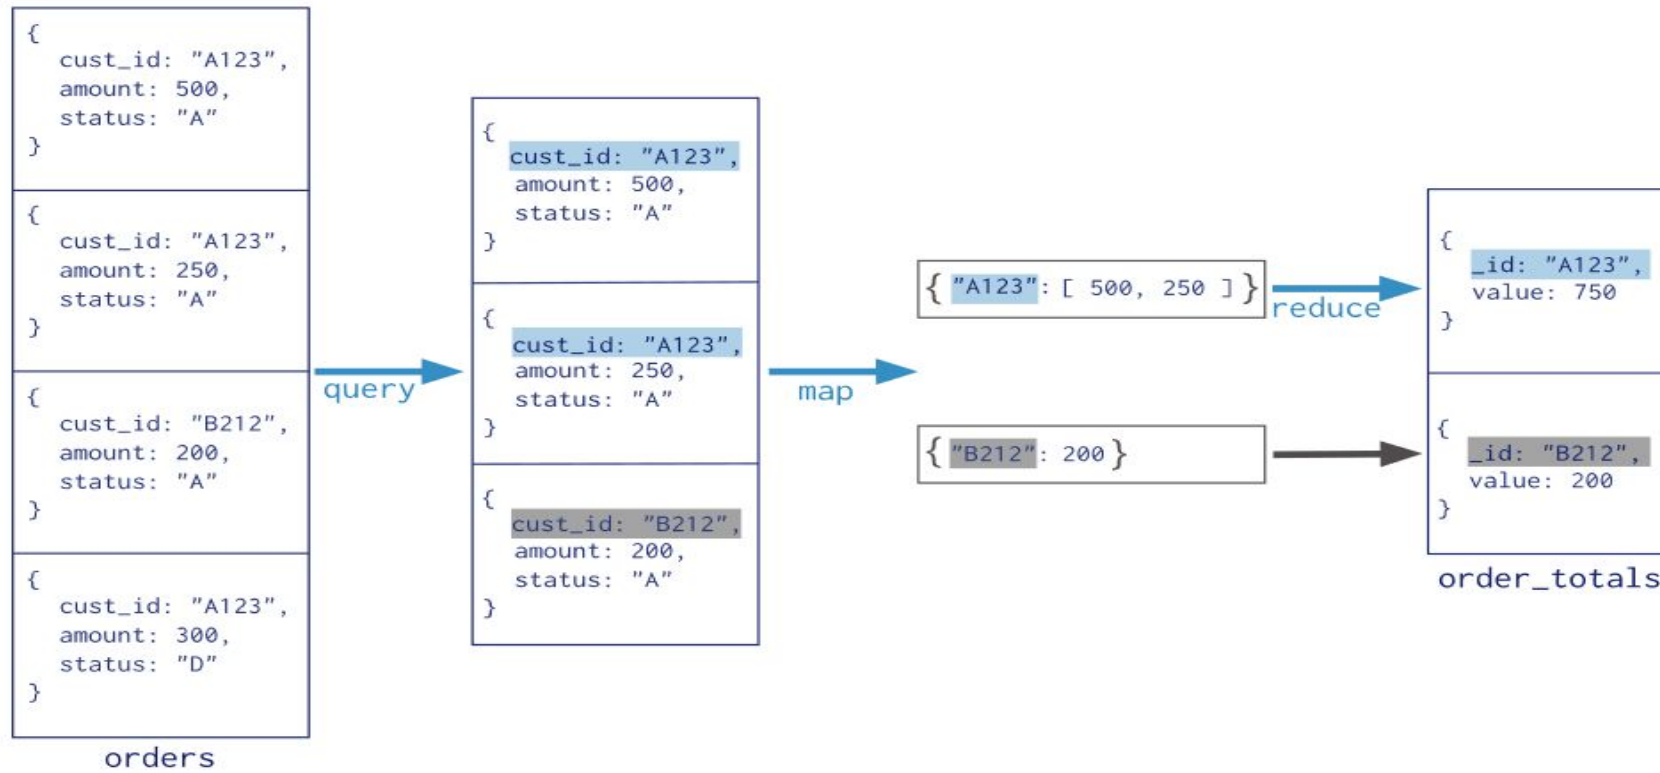 {
cust_id: "A123",
amount: 500,
status: "A"
}
{
cust_id: "A123",
amount: 250,
status: "A"
}
{
cust_id: "B212",
amount: 200,
status: "A"
}
{
cust_id: "A123",
amount: 300,
status: "D"
}
orders
query
{
cust_id: "A123",
amount: 500,
status: "A"
}
{
cust_id: "A123",
amount: 250,
status: "A"
}
{
cust_id: "B212",
amount: 200,
status: "A"
}
map
{ "A123": [ 500, 250 ] }
{ "B212": 200 }
reduce
{
_id: "A123",
value: 750
}
{
_id: "B212",
value: 200
}
order_totals